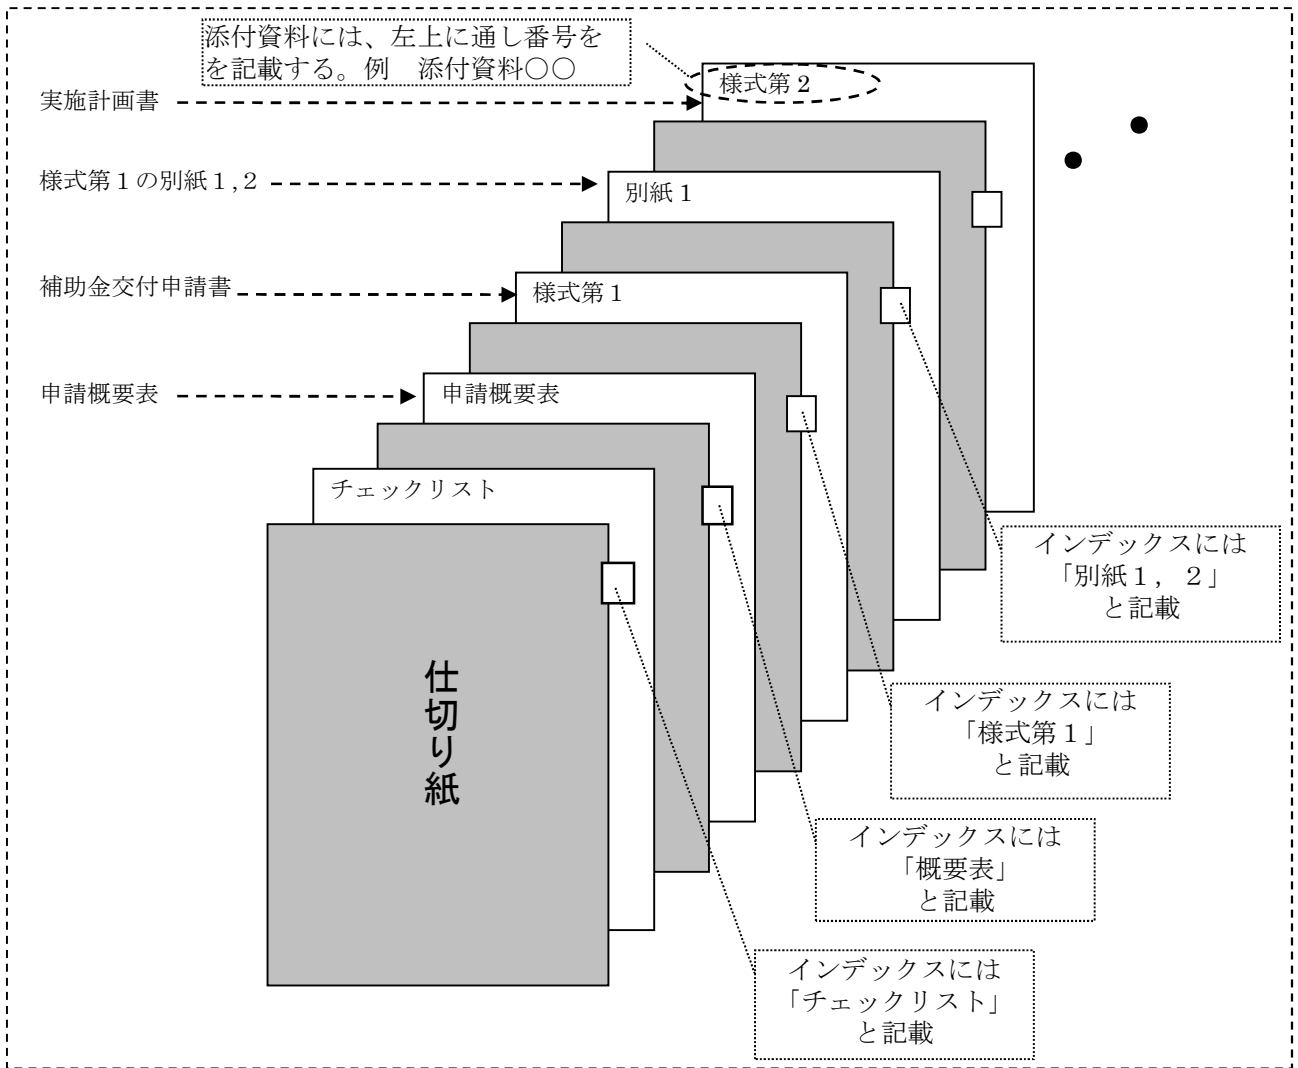 添付資料には、左上に通し番号を
を記載する。例　添付資料○○
様式第２
実施計画書
様式第１の別紙１,２
別紙１
補助金交付申請書
様式第１
申請概要表
申請概要表
チェックリスト
仕切り紙
インデックスには
「別紙１，２」
と記載
インデックスには
「様式第１」
と記載
インデックスには
「概要表」
と記載
インデックスには
「チェックリスト」
と記載